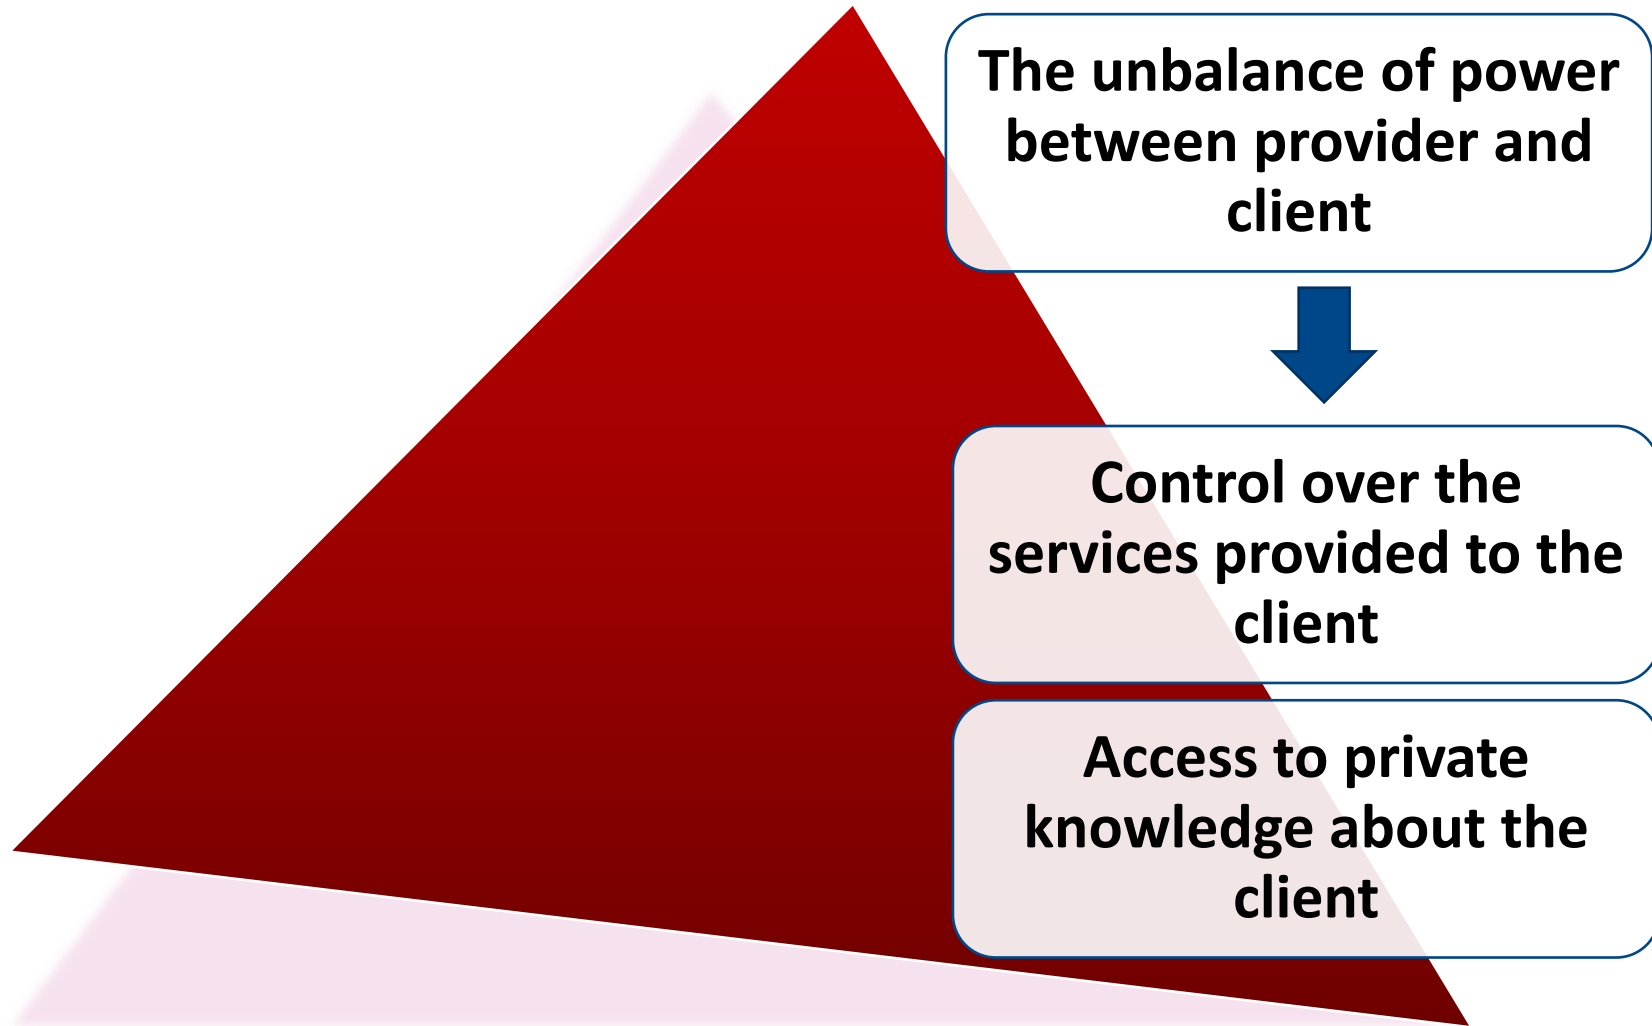 The unbalance of power
between provider and
client
Control over the
services provided to the
client
Access to private
knowledge about the
client